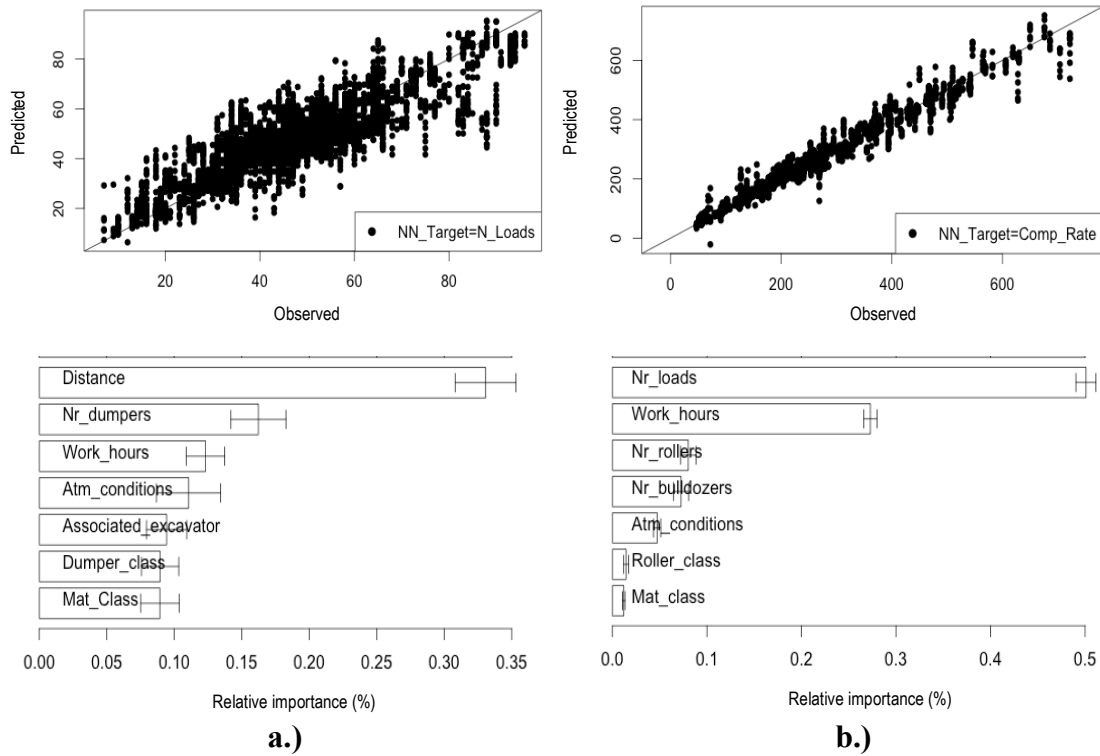 Predicted
80
60
40
20
NN_Target=N_Loads
20 40 60 80
Observed
Predicted
600
400
200
0
NN_Target=Comp_Rate
0 200 400 600
Observed
Distance
Nr_dumpers
Work_hours
Atm_conditions
Associated_excavator
Dumper_class
Mat_Class
0.00 0.05 0.10 0.15 0.20 0.25 0.30 0.35
Relative importance (%)
a.)
Nr_loads
Work_hours
Nr_rollers
Nr_bulldozers
Atm_conditions
Roller_class
Mat_class
0.0 0.1 0.2 0.3 0.4 0.5
Relative importance (%)
b.)